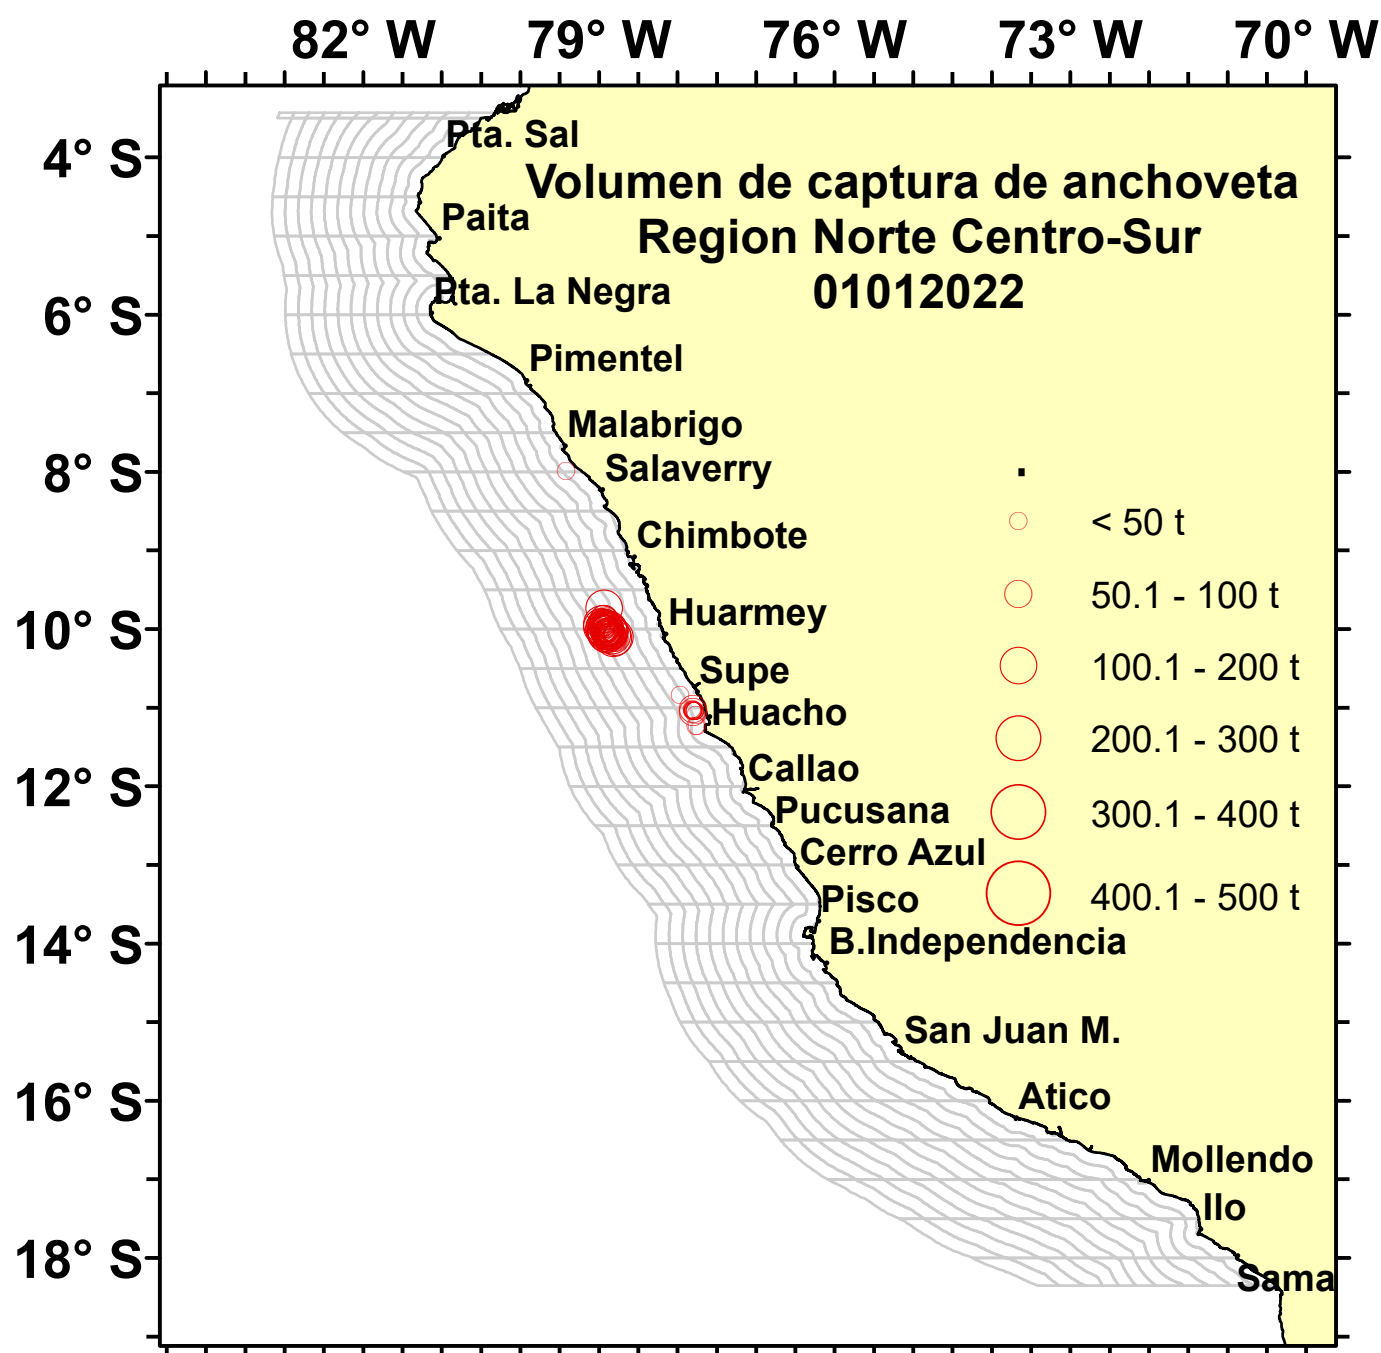 82° W 79° W 76° W 73° W 70° W
4° S
6° S
8° S
10° S
12° S
14° S
16° S
18° S
Volumen de captura de anchoveta
Region Norte Centro-Sur
01012022
Pta. Sal
Paita
Pta. La Negra
Pimentel
Malabrigo
Salaverry
Chimbote
Huarmey
Supe
Huacho
Callao
Pucusana
Cerro Azul
Pisco
B.Independencia
San Juan M.
Atico
Mollendo
Ilo
Sama
< 50 t
50.1 - 100 t
100.1 - 200 t
200.1 - 300 t
300.1 - 400 t
400.1 - 500 t